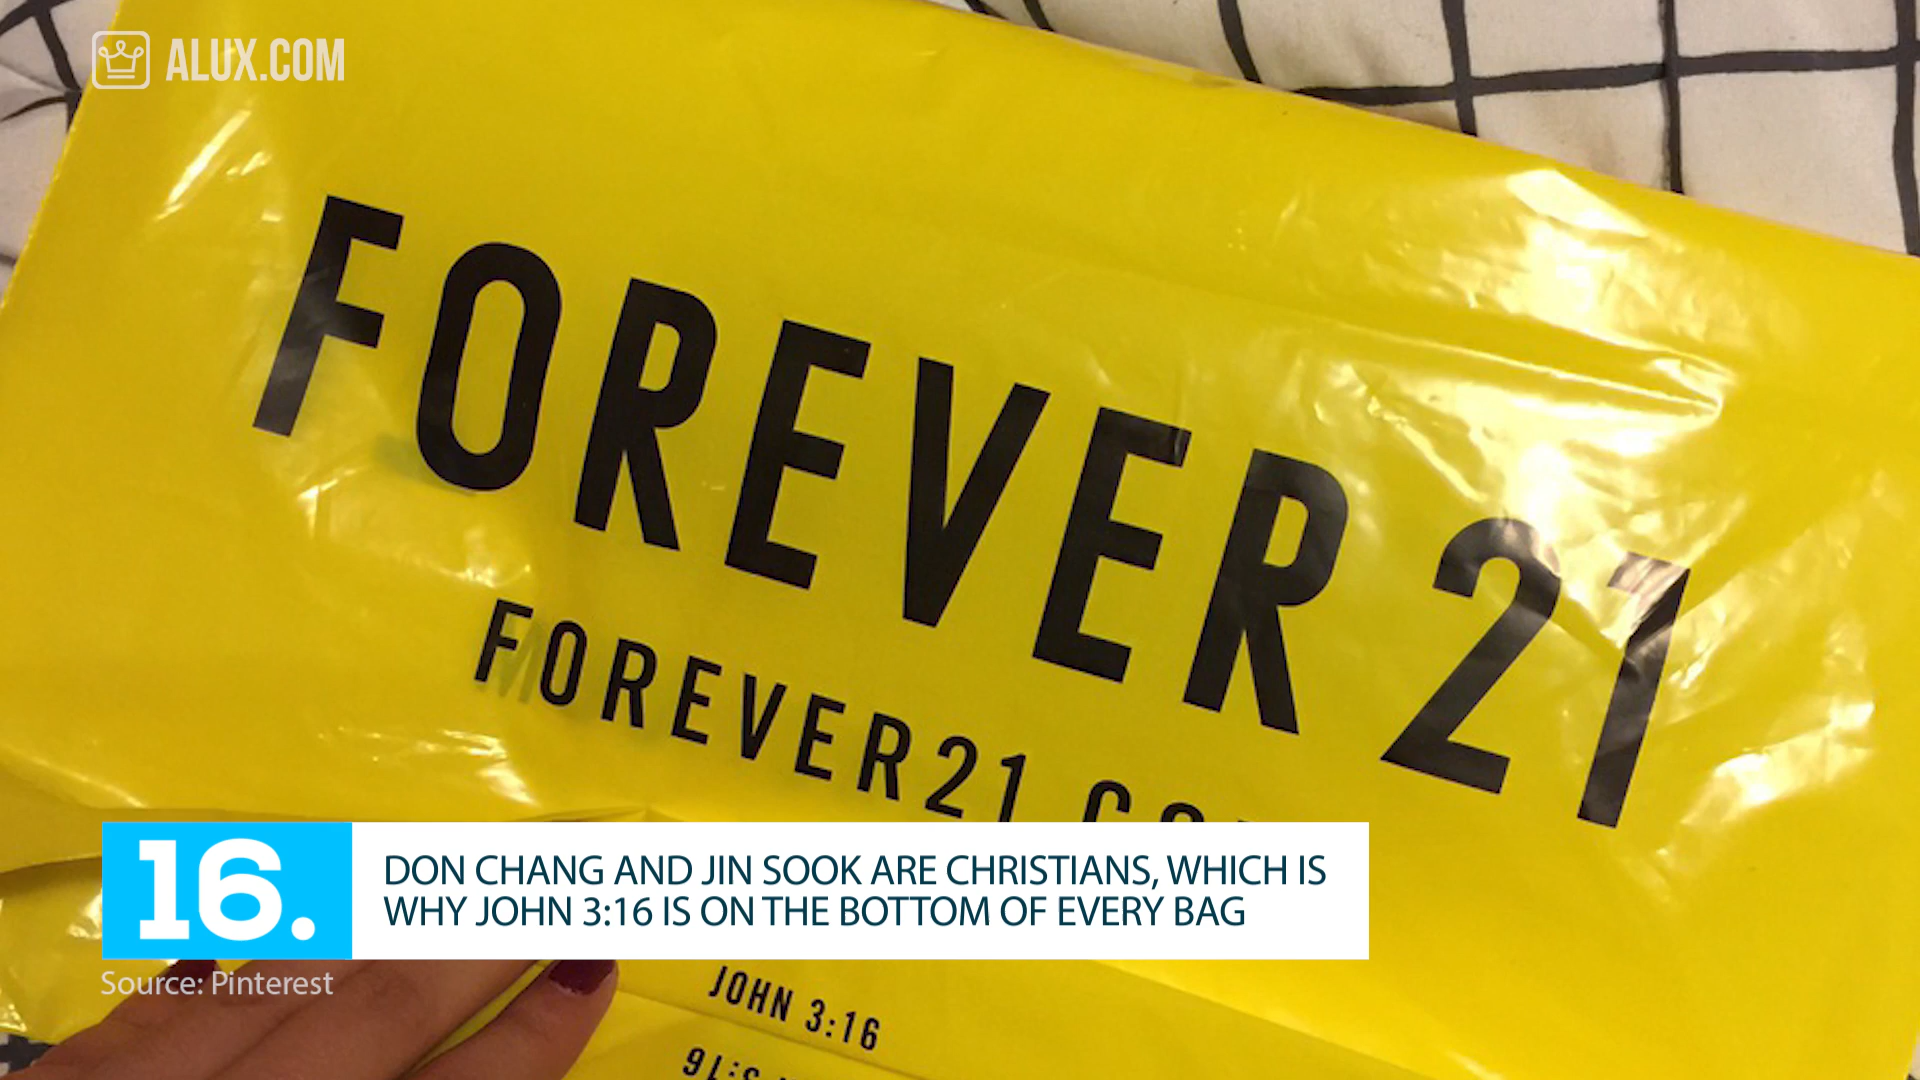 ALUX.COM
FOREVER 21
FOREVER21
16.
DON CHANG AND JIN SOOK ARE CHRISTIANS, WHICH IS
WHY JOHN 3:16 IS ON THE BOTTOM OF EVERY BAG
Source: Pinterest
JOHN 3:16